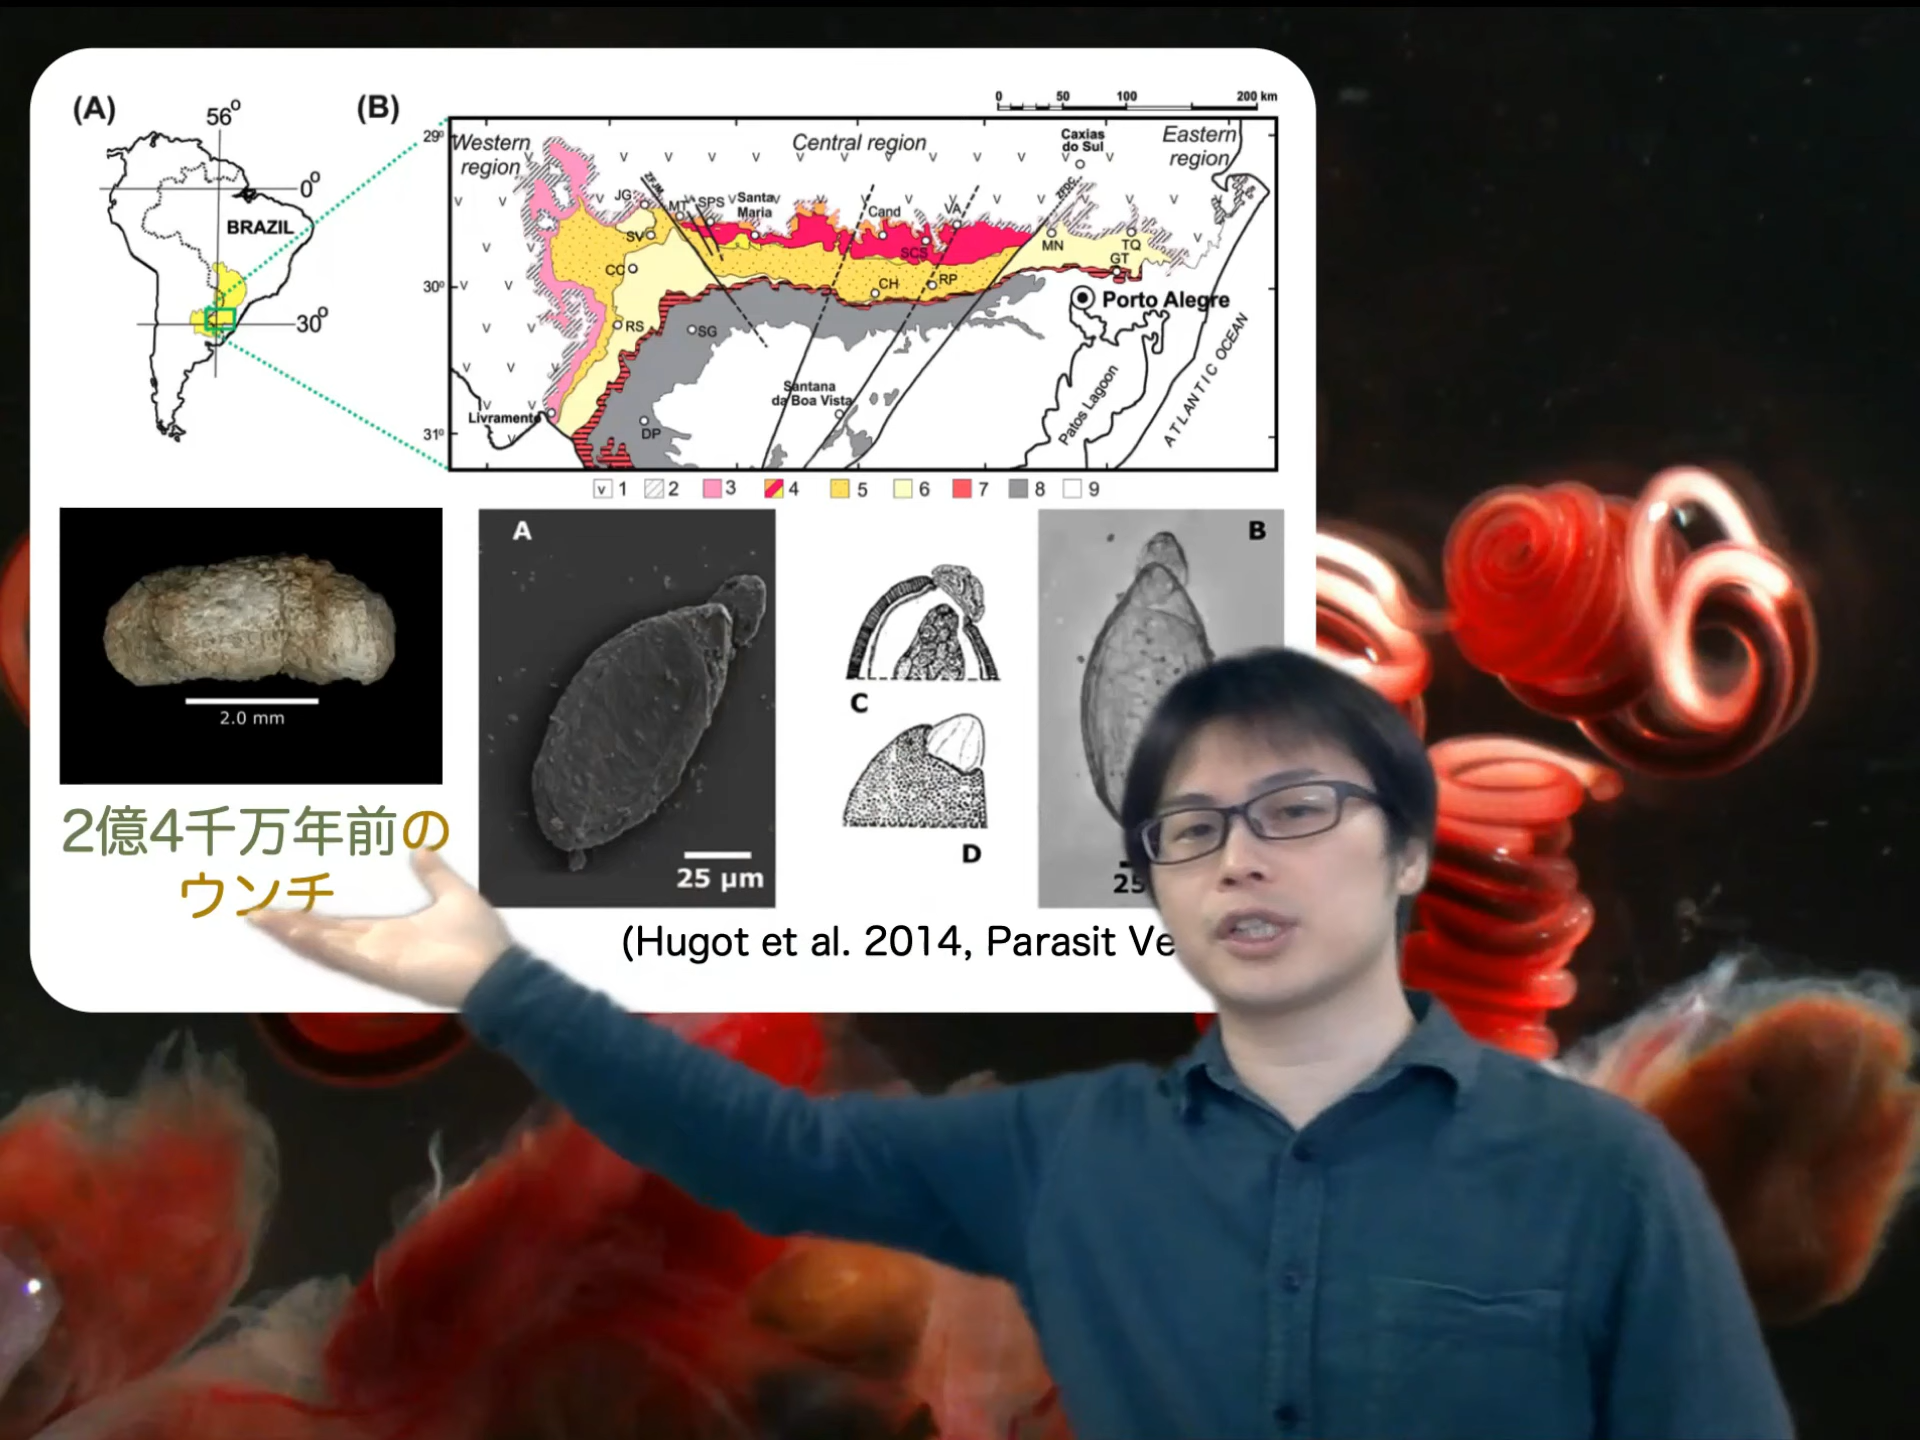 (A)
56°
0°
BRAZIL
30°
(B)
0 50 100 200 km
29°
30°
31°
Western
region
Central region
Caxias
do Sul
Eastern
region
JG
ZFJM
MT
SPS
Santa
Maria
Cand
VA
ZFDC
SV
SCS
MN
TQ
GT
CC
CH
RP
Porto Alegre
RS
SG
Santana
da Boa Vista
Livramento
DP
Patos Lagoon
ATLANTIC OCEAN
v 1 2 3 4 5 6 7 8 9
2.0 mm
2億4千万年前の
ウンチ
A
25 µm
C
D
B
25
(Hugot et al. 2014, Parasit Ve